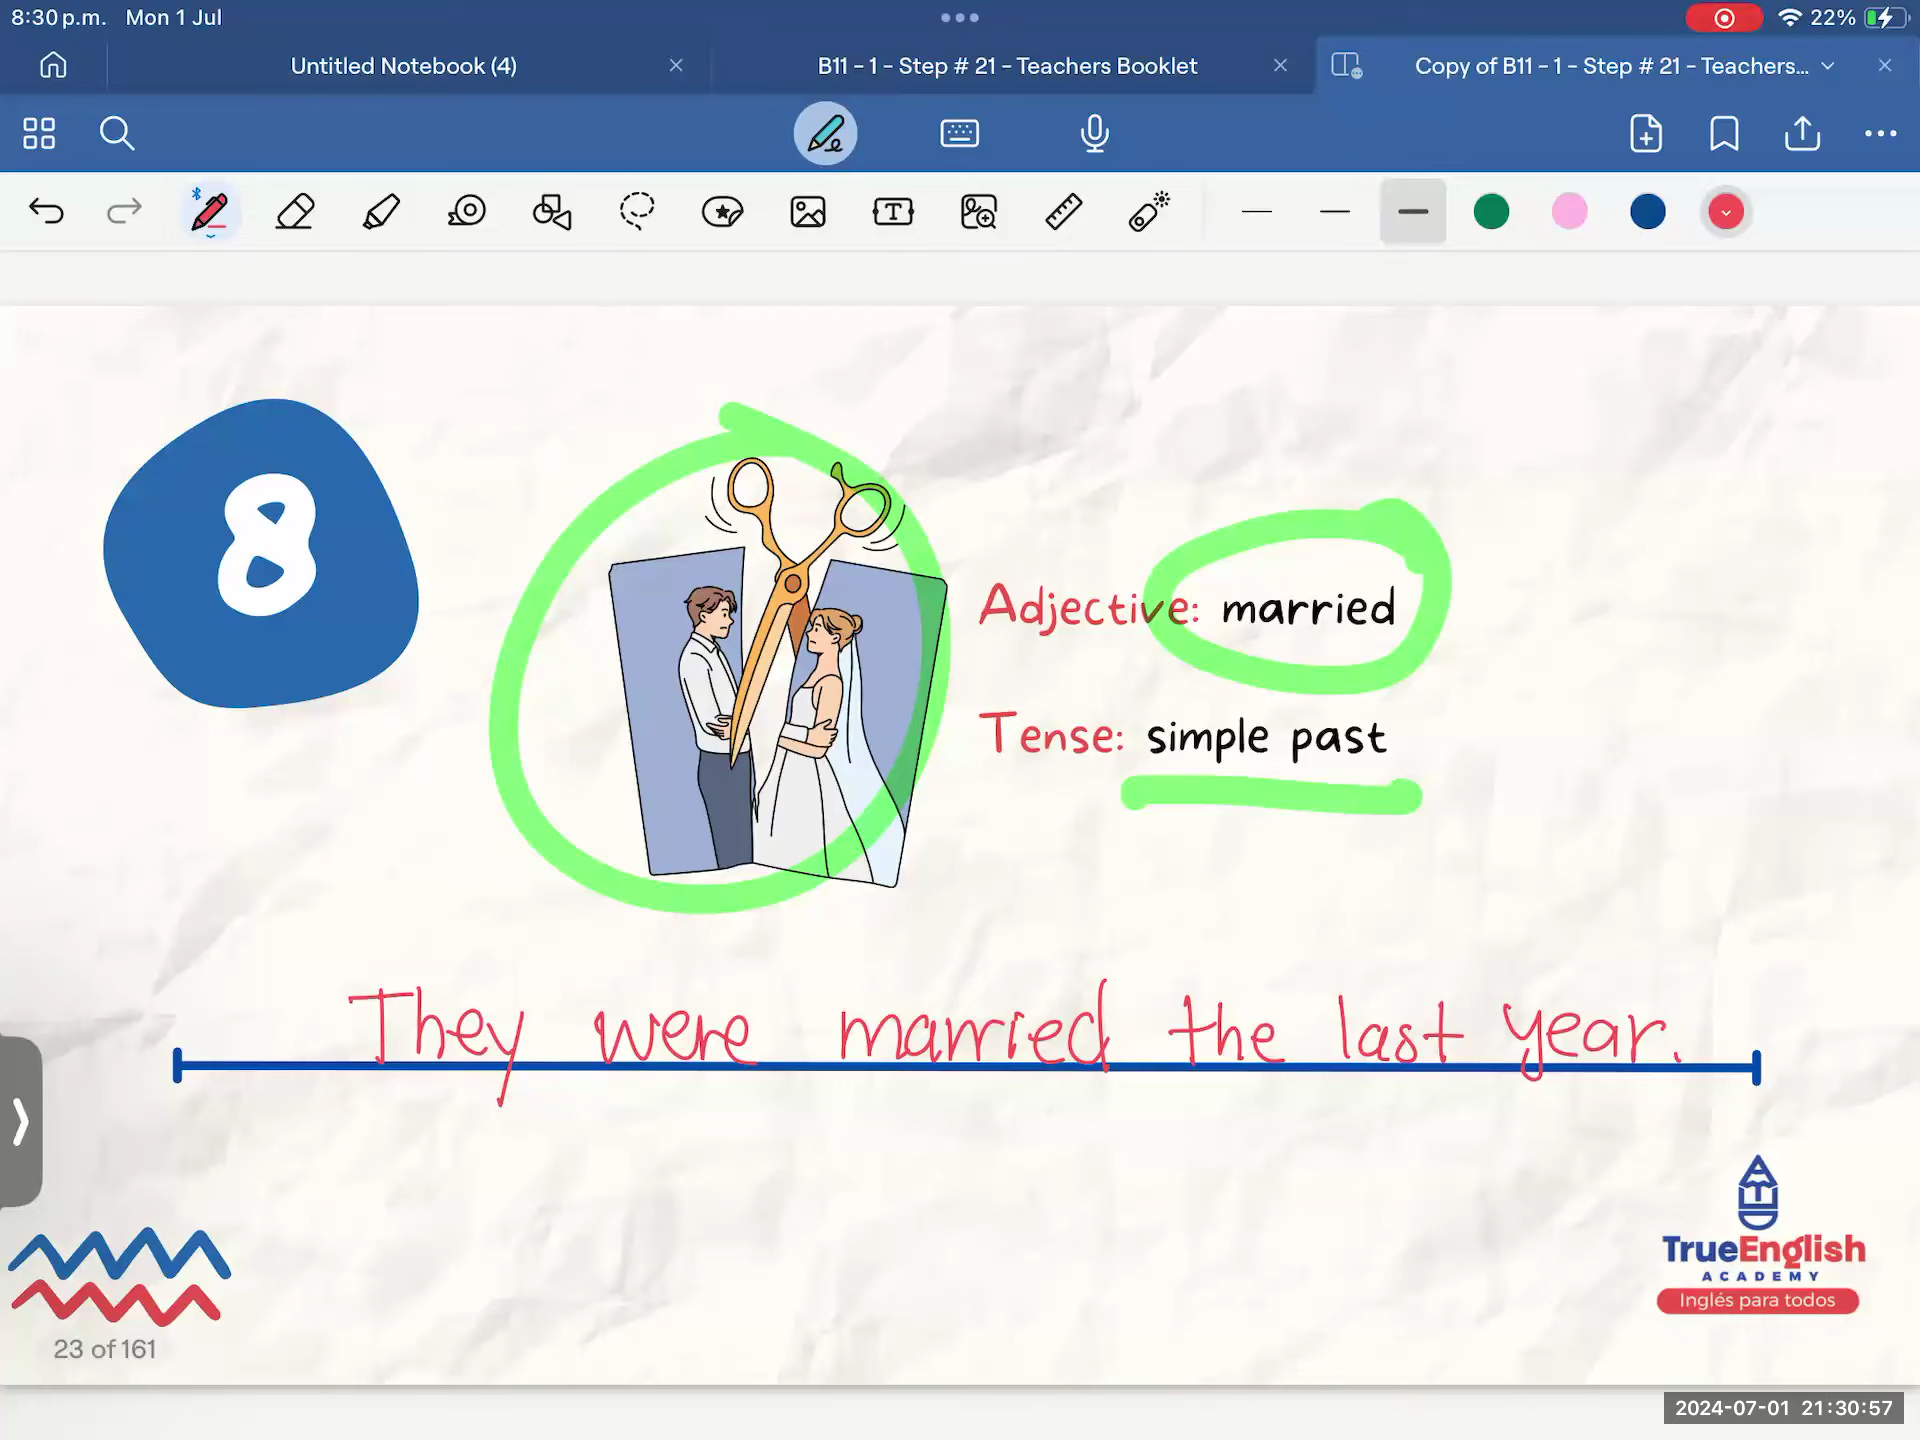 8:30 p.m. Mon 1 Jul
22%
Untitled Notebook (4)
B11 - 1 - Step # 21 - Teachers Booklet
Copy of B11 - 1 - Step # 21 - Teachers...
8
Adjective: married
Tense: simple past
They were married the last year.
TrueEnglish
ACADEMY
Inglés para todos
23 of 161
2024-07-01 21:30:57